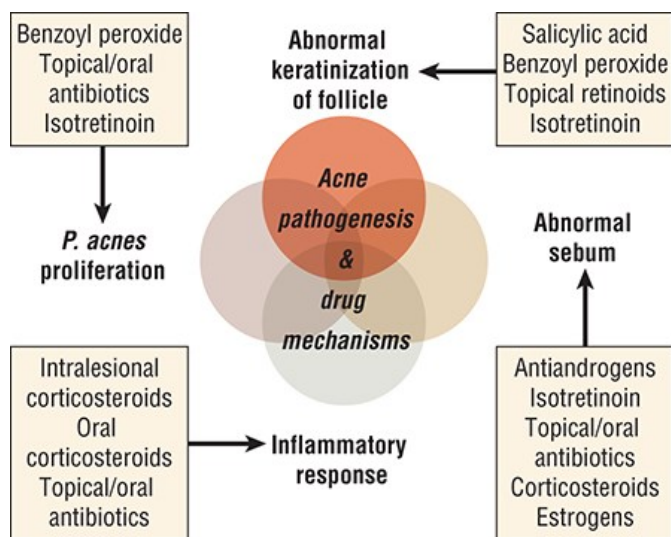 Benzoyl peroxide
Topical/oral
antibiotics
Isotretinoin
Abnormal
keratinization
of follicle
Salicylic acid
Benzoyl peroxide
Topical retinoids
Isotretinoin
P. acnes
proliferation
Acne
pathogenesis
&
drug
mechanisms
Abnormal
sebum
Intralesional
corticosteroids
Oral
corticosteroids
Topical/oral
antibiotics
Inflammatory
response
Antiandrogens
Isotretinoin
Topical/oral
antibiotics
Corticosteroids
Estrogens